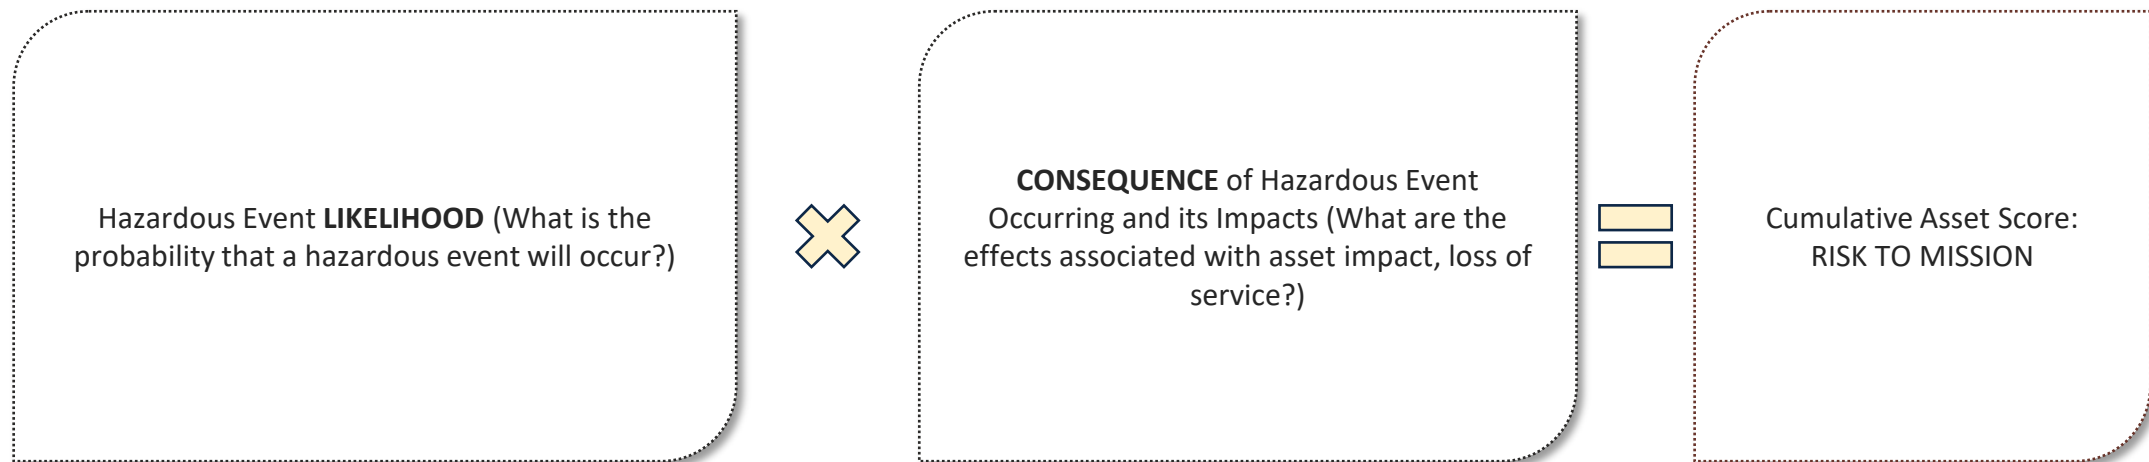 Hazardous Event LIKELIHOOD (What is the
probability that a hazardous event will occur?)
CONSEQUENCE of Hazardous Event
Occurring and its Impacts (What are the
effects associated with asset impact, loss of
service?)
Cumulative Asset Score:
RISK TO MISSION